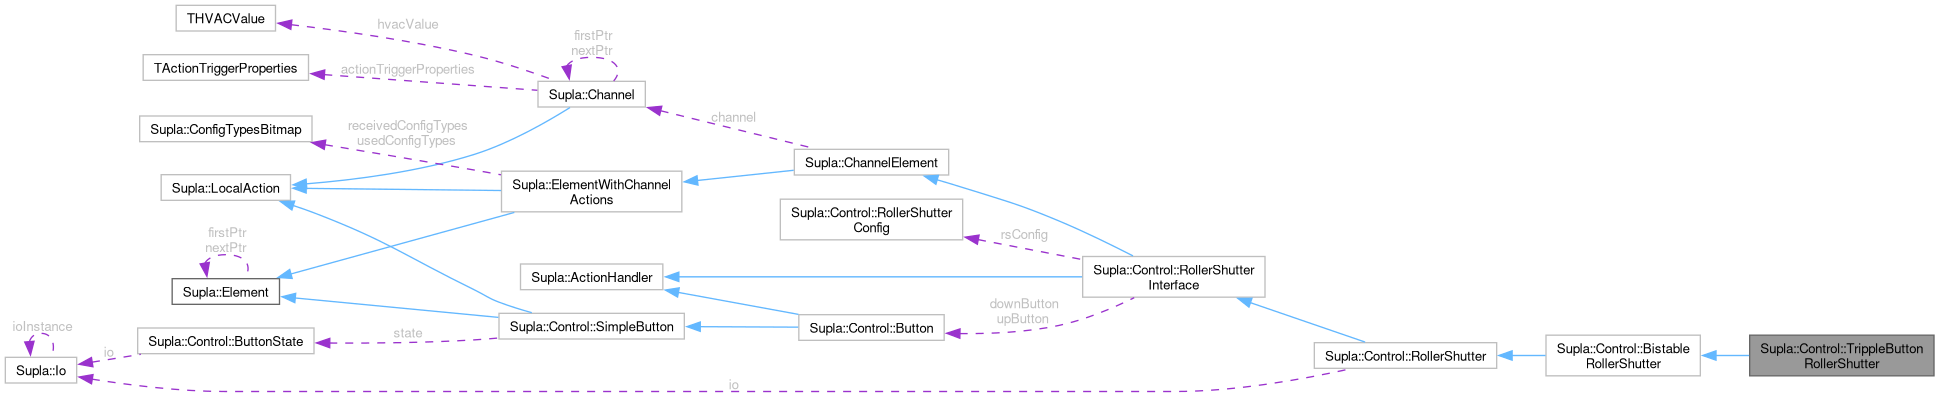 THVACValue
hvacValue
firstPtr
nextPtr
TActionTriggerProperties
actionTriggerProperties
Supla::Channel
channel
Supla::ConfigTypesBitmap
receivedConfigTypes
usedConfigTypes
Supla::ChannelElement
Supla::LocalAction
Supla::ElementWithChannel
Actions
Supla::Control::RollerShutter
Config
rsConfig
firstPtr
nextPtr
Supla::Element
Supla::ActionHandler
Supla::Control::RollerShutter
Interface
downButton
upButton
ioInstance
Supla::Control::ButtonState
state
Supla::Control::SimpleButton
Supla::Control::Button
io
Supla::Io
Supla::Control::RollerShutter
Supla::Control::Bistable
RollerShutter
Supla::Control::TrippleButton
RollerShutter
io